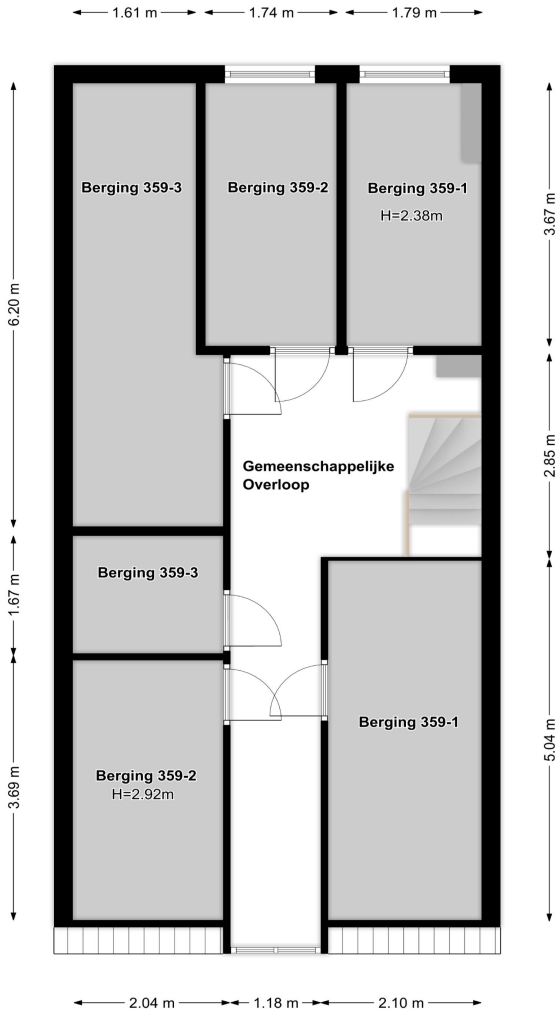 1.61 m
1.74 m
1.79 m
Berging 359-3
Berging 359-2
Berging 359-1
H=2.38m
3.67 m
6.20 m
Gemeenschappelijke
Overloop
2.85 m
Berging 359-3
1.67 m
Berging 359-1
5.04 m
Berging 359-2
H=2.92m
3.69 m
2.04 m
1.18 m
2.10 m